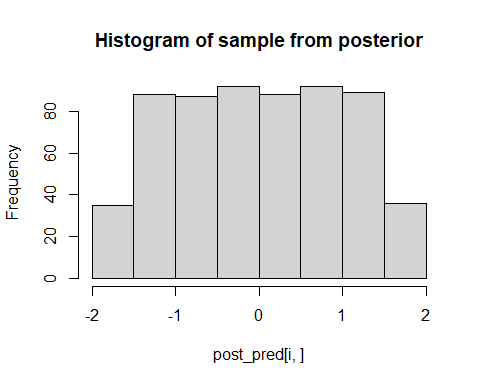 Histogram of sample from posterior
Frequency
0 20 40 60 80
-2 -1 0 1 2
post_pred[i, ]